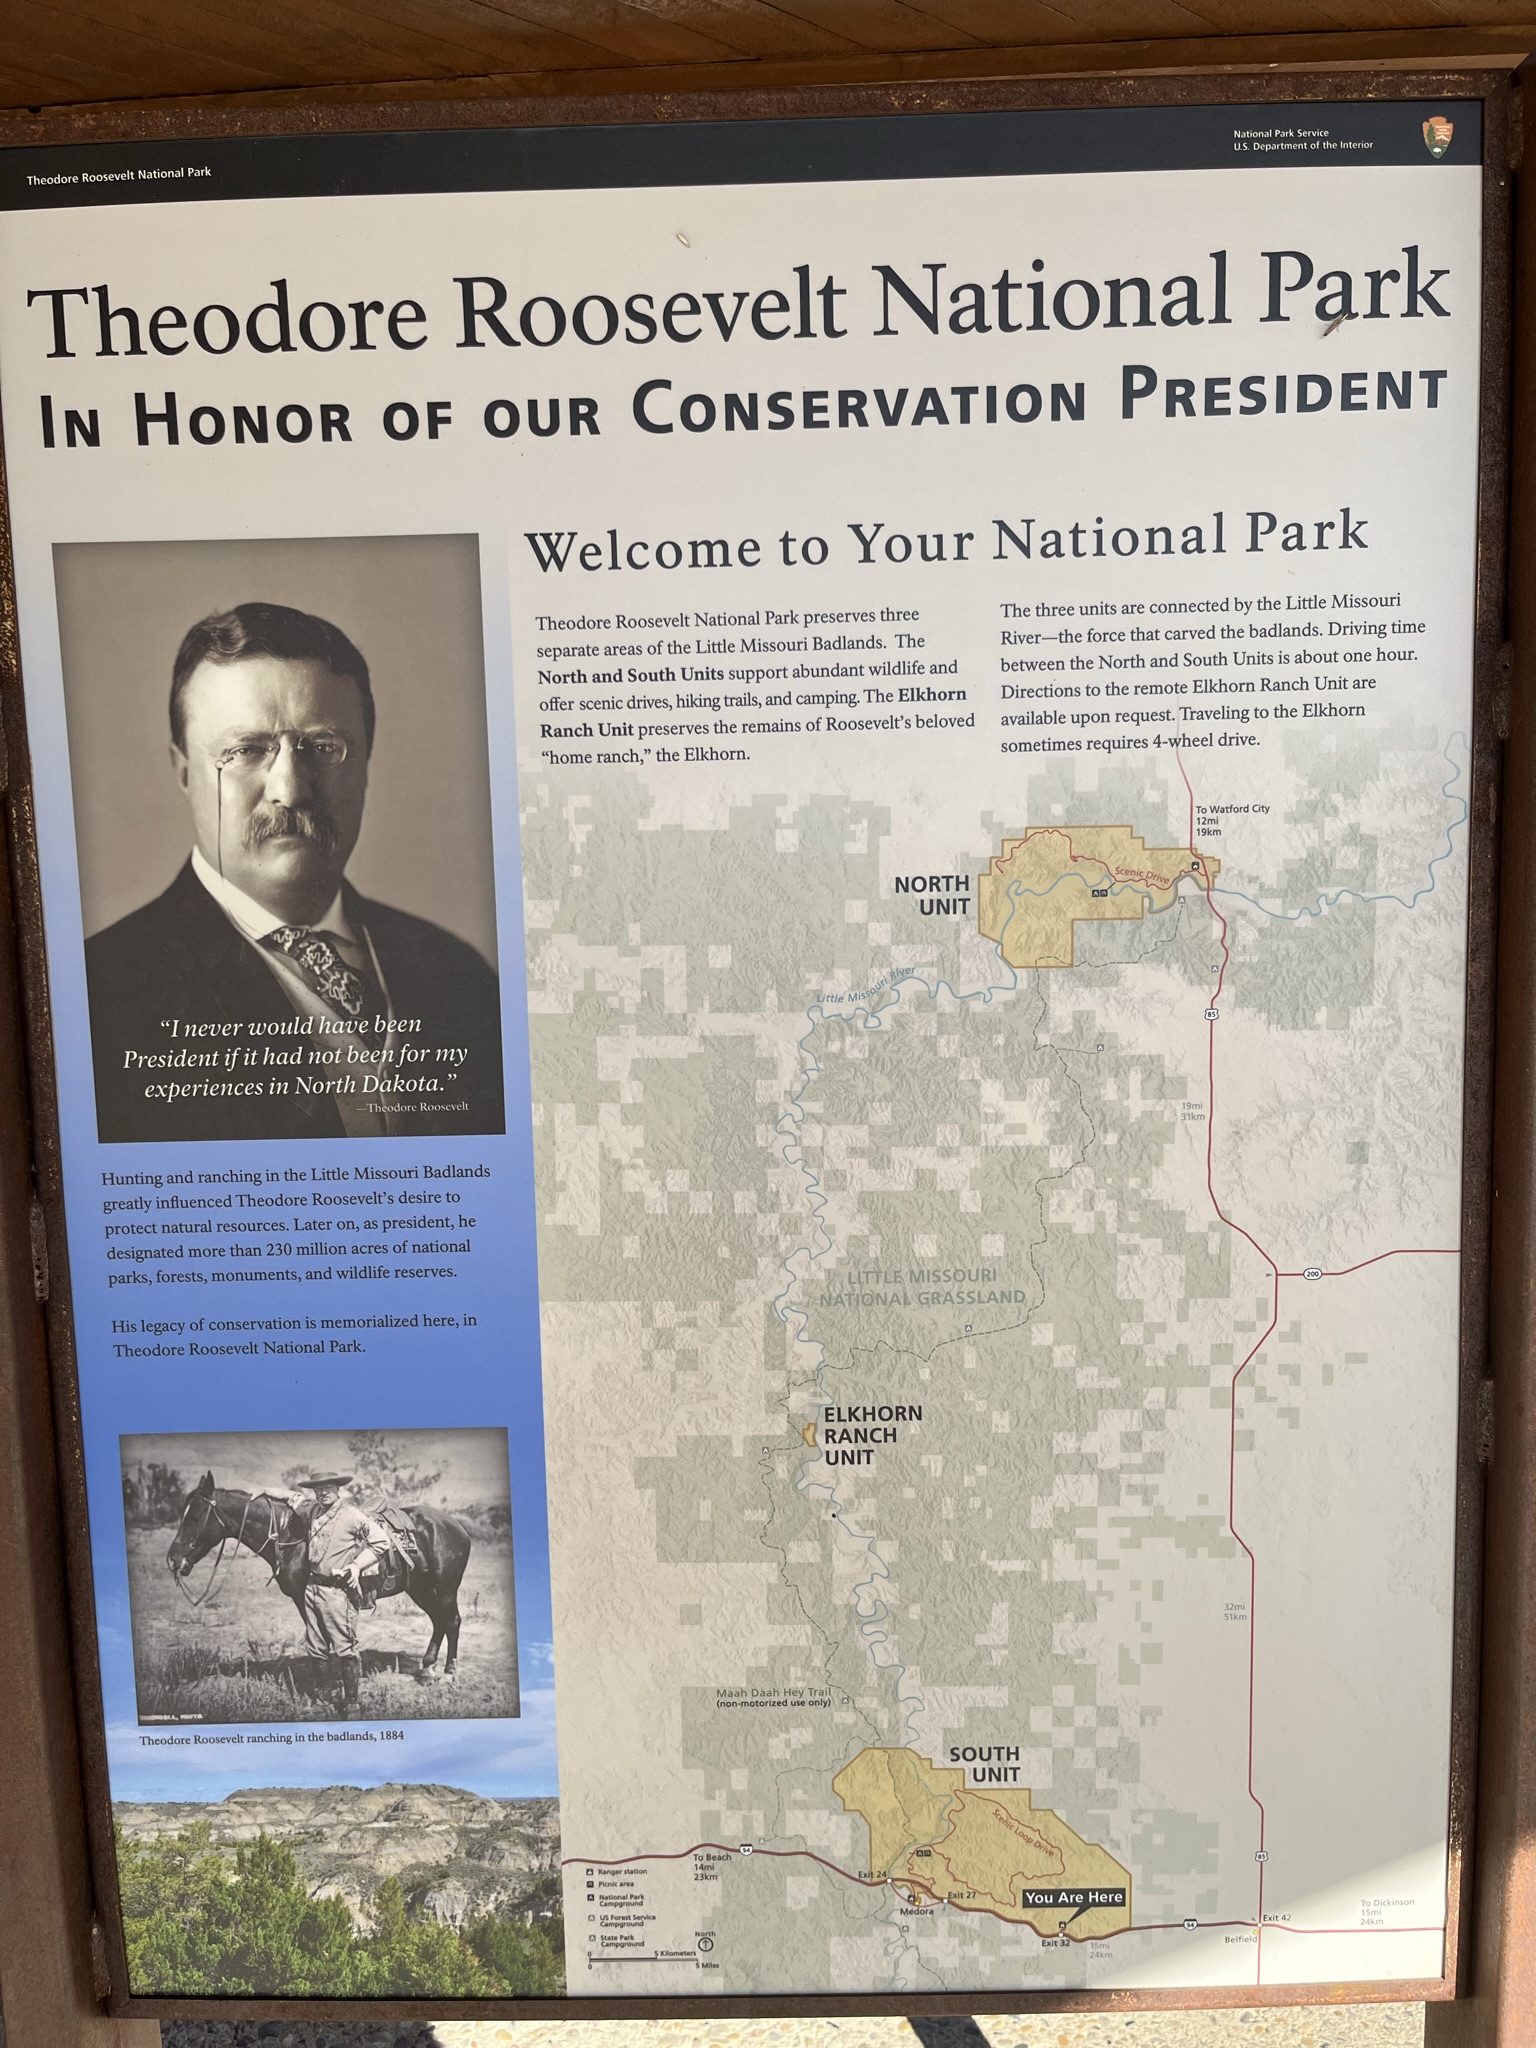 Theodore Roosevelt National Park
National Park Service
U.S. Department of the Interior
Theodore Roosevelt National Park
In Honor of our Conservation President
"I never would have been
President if it had not been for my
experiences in North Dakota."
—Theodore Roosevelt
Hunting and ranching in the Little Missouri Badlands
greatly influenced Theodore Roosevelt's desire to
protect natural resources. Later on, as president, he
designated more than 230 million acres of national
parks, forests, monuments, and wildlife reserves.
His legacy of conservation is memorialized here, in
Theodore Roosevelt National Park.
Theodore Roosevelt ranching in the badlands, 1884
Welcome to Your National Park
Theodore Roosevelt National Park preserves three
separate areas of the Little Missouri Badlands. The
North and South Units support abundant wildlife and
offer scenic drives, hiking trails, and camping. The Elkhorn
Ranch Unit preserves the remains of Roosevelt's beloved
"home ranch," the Elkhorn.
The three units are connected by the Little Missouri
River—the force that carved the badlands. Driving time
between the North and South Units is about one hour.
Directions to the remote Elkhorn Ranch Unit are
available upon request. Traveling to the Elkhorn
sometimes requires 4-wheel drive.
To Watford City
12mi
19km
NORTH
UNIT
Scenic Drive
Little Missouri River
85
19mi
31km
200
LITTLE MISSOURI
NATIONAL GRASSLAND
ELKHORN
RANCH
UNIT
32mi
51km
Maah Daah Hey Trail
(non-motorized use only)
SOUTH
UNIT
Scenic Loop Drive
94
To Beach
14mi
23km
Exit 24
Medora
Exit 27
You Are Here
Exit 32
15mi
24km
94
85
Exit 42
Belfield
To Dickinson
15mi
24km
Ranger station
Picnic area
National Park
Campground
US Forest Service
Campground
State Park
Campground
North
0
5 Kilometers
0
5 Miles